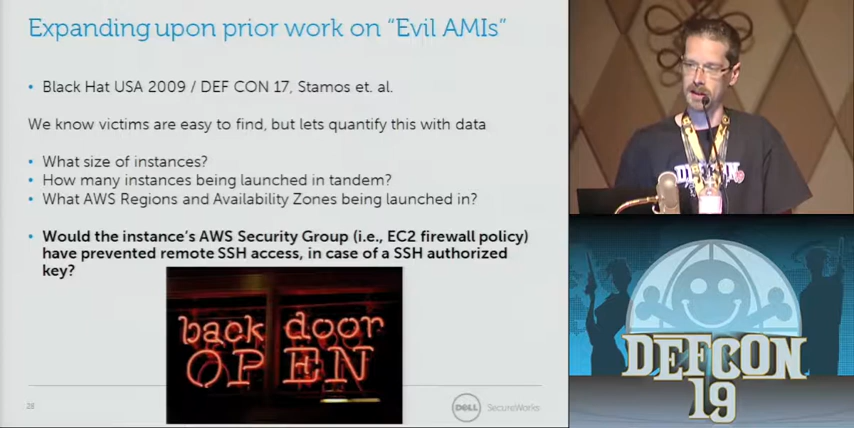 Expanding upon prior work on “Evil AMIs”
• Black Hat USA 2009 / DEF CON 17, Stamos et. al.
We know victims are easy to find, but lets quantify this with data
• What size of instances?
• How many instances being launched in tandem?
• What AWS Regions and Availability Zones being launched in?
• Would the instance’s AWS Security Group (i.e., EC2 firewall policy)
have prevented remote SSH access, in case of a SSH authorized
key?
back door
OPEN
28
DELL SecureWorks
DEFCON
DEFCON
19